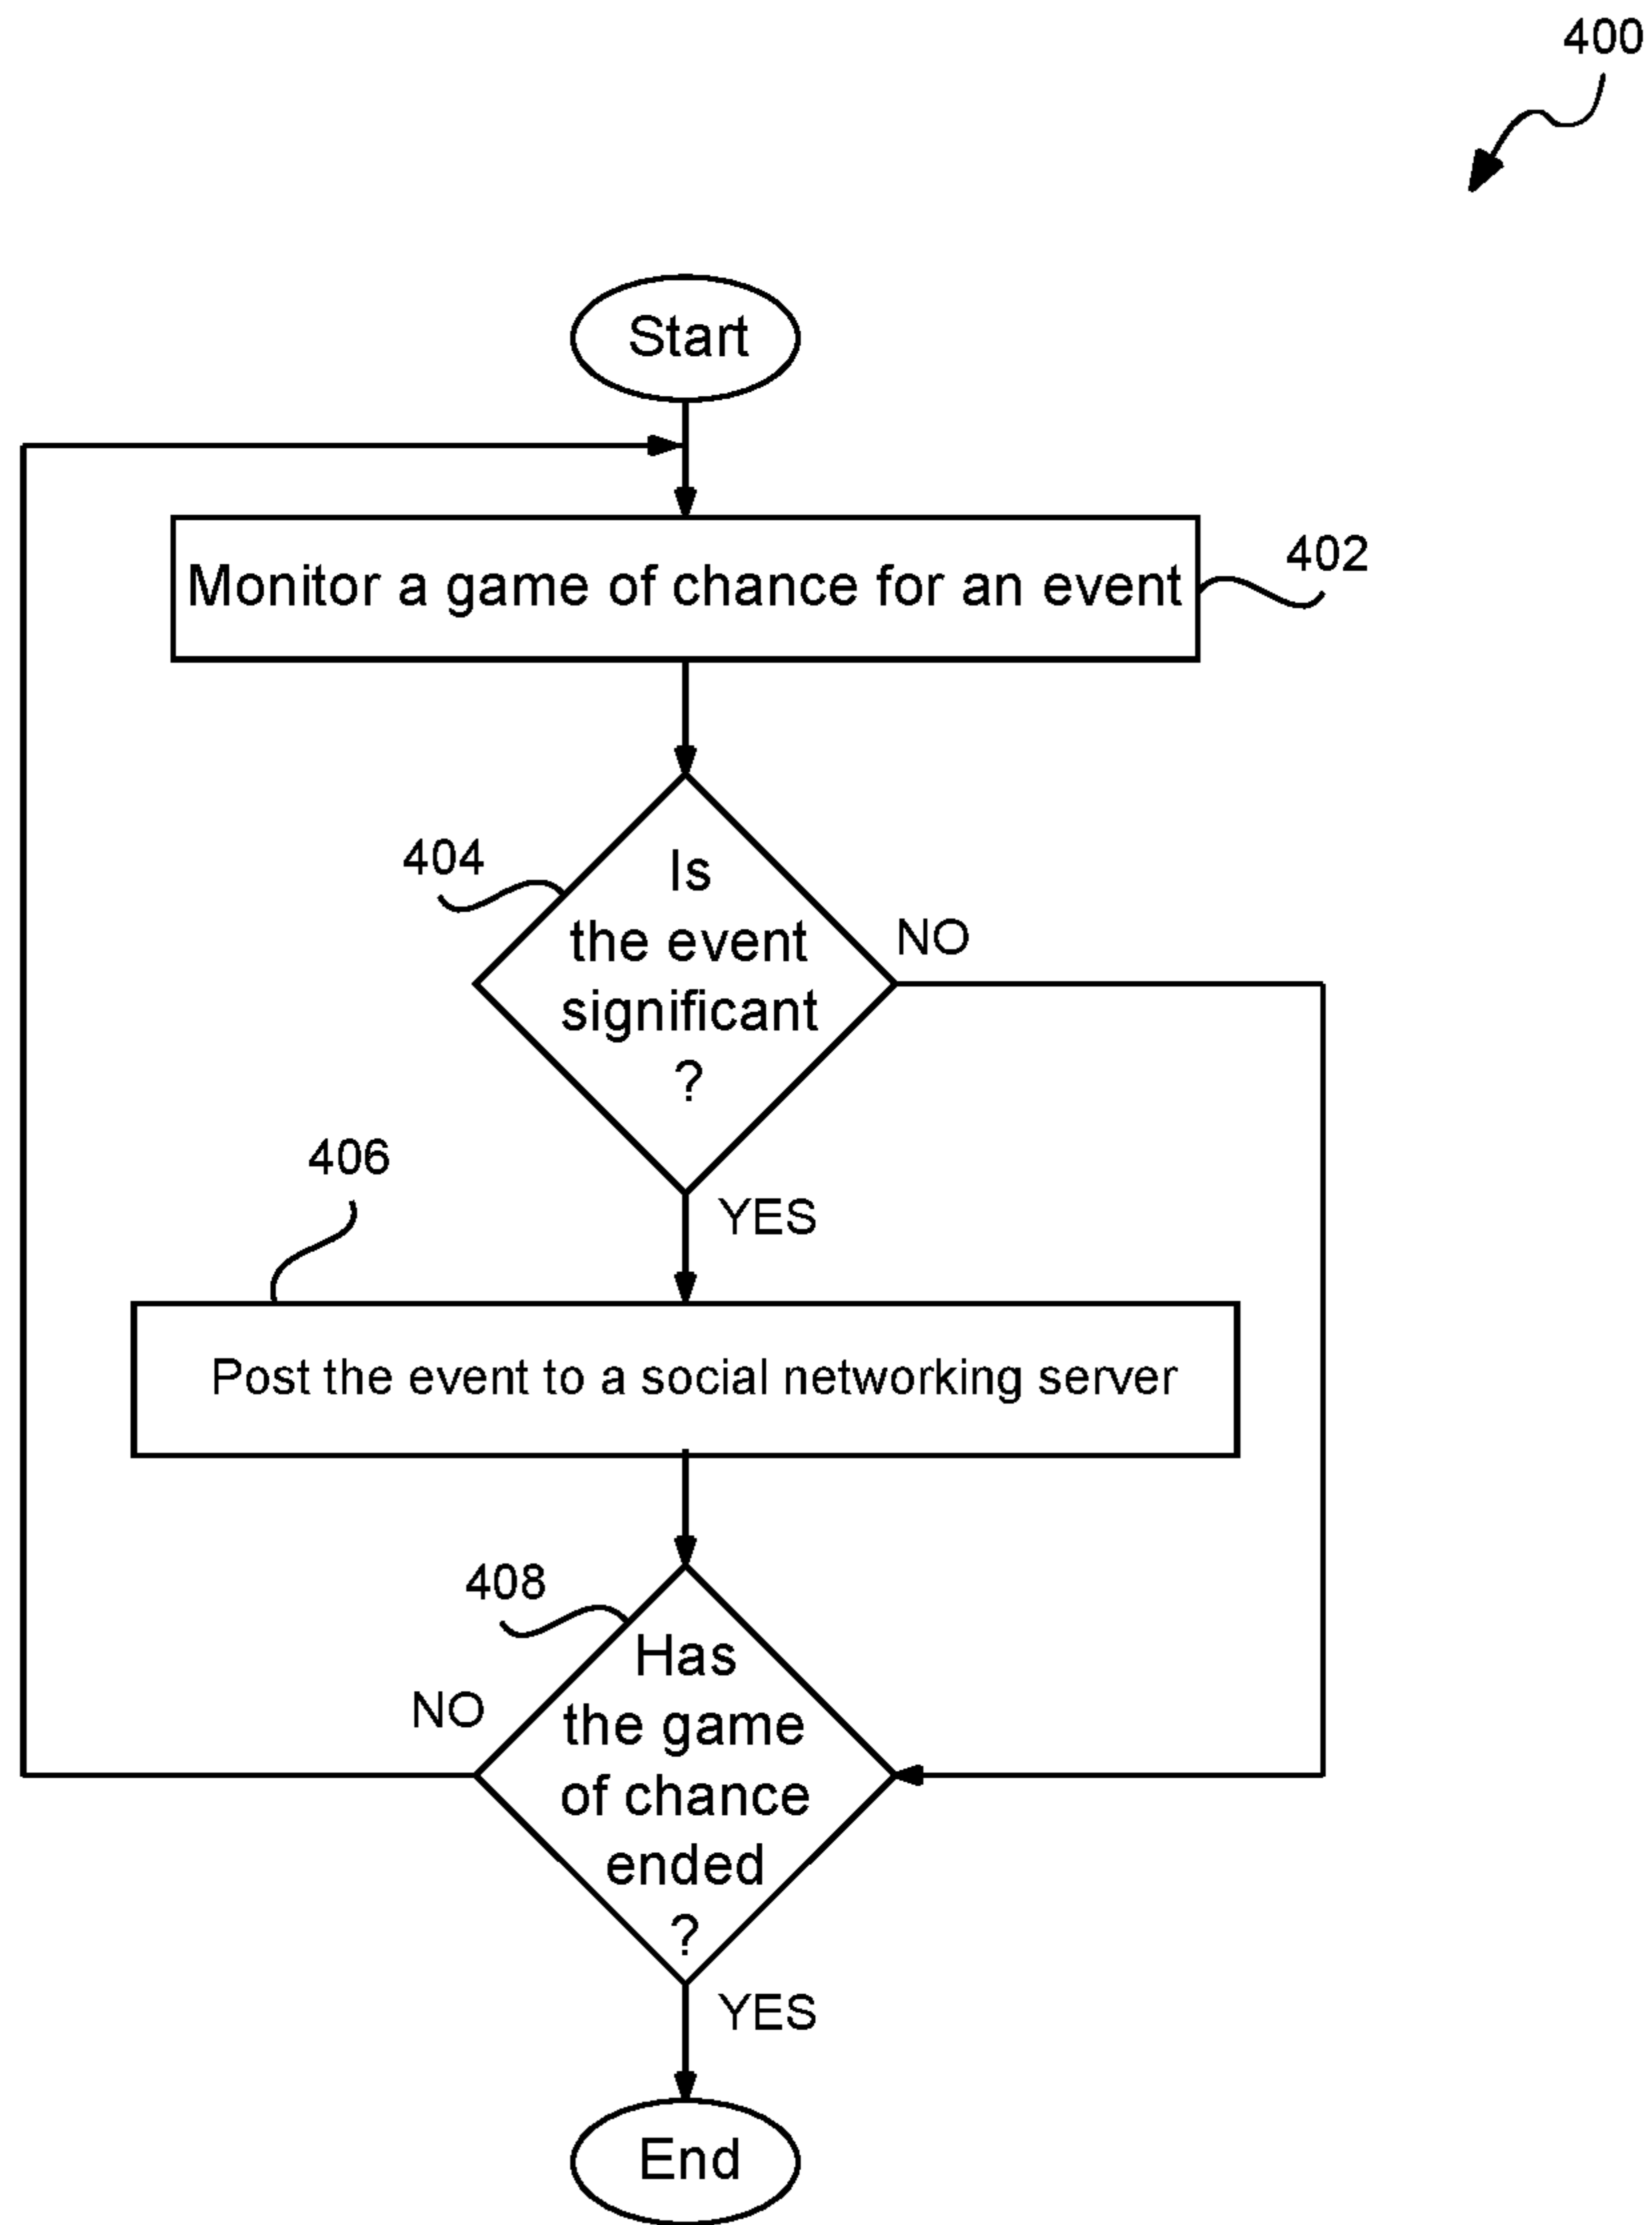 400
Start
Monitor a game of chance for an event
402
404
Is
the event
significant
?
NO
YES
406
Post the event to a social networking server
408
Has
the game
of chance
ended
?
NO
YES
End